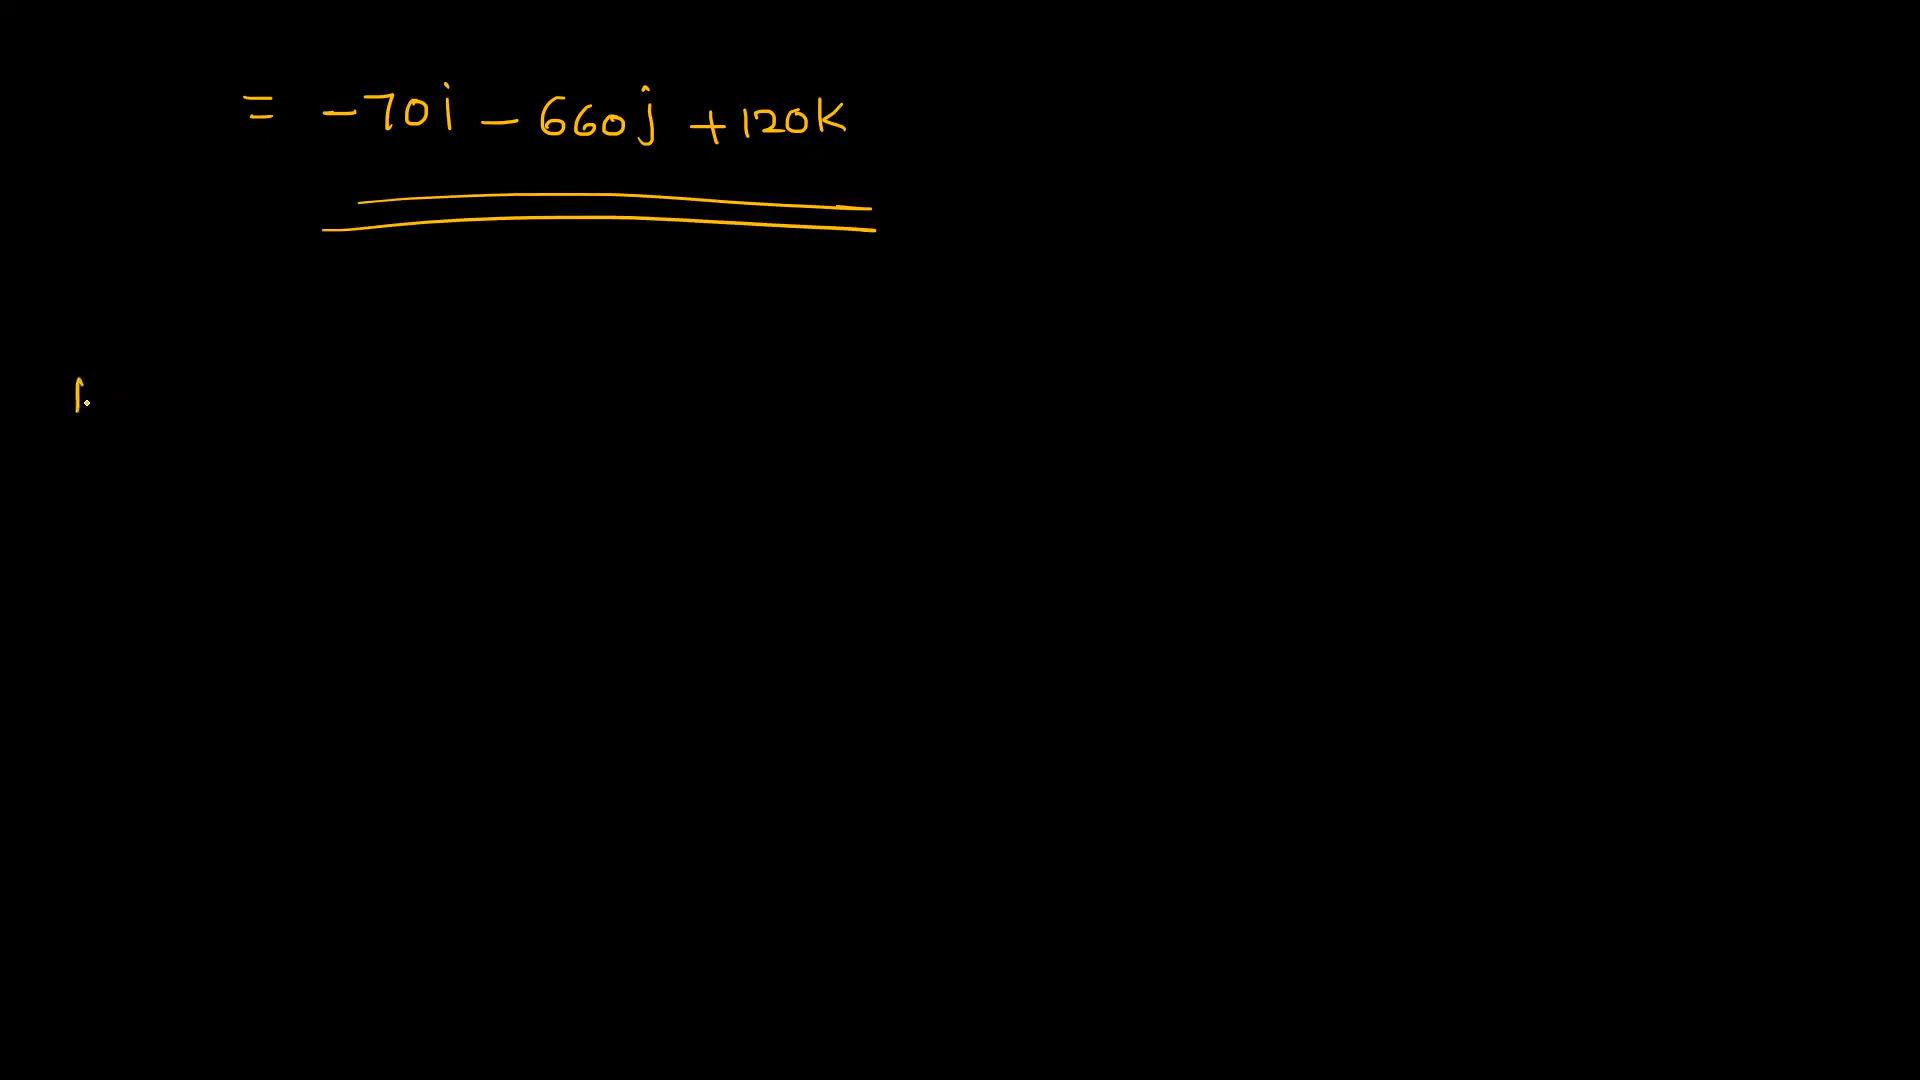 = -70i - 660j + 120k